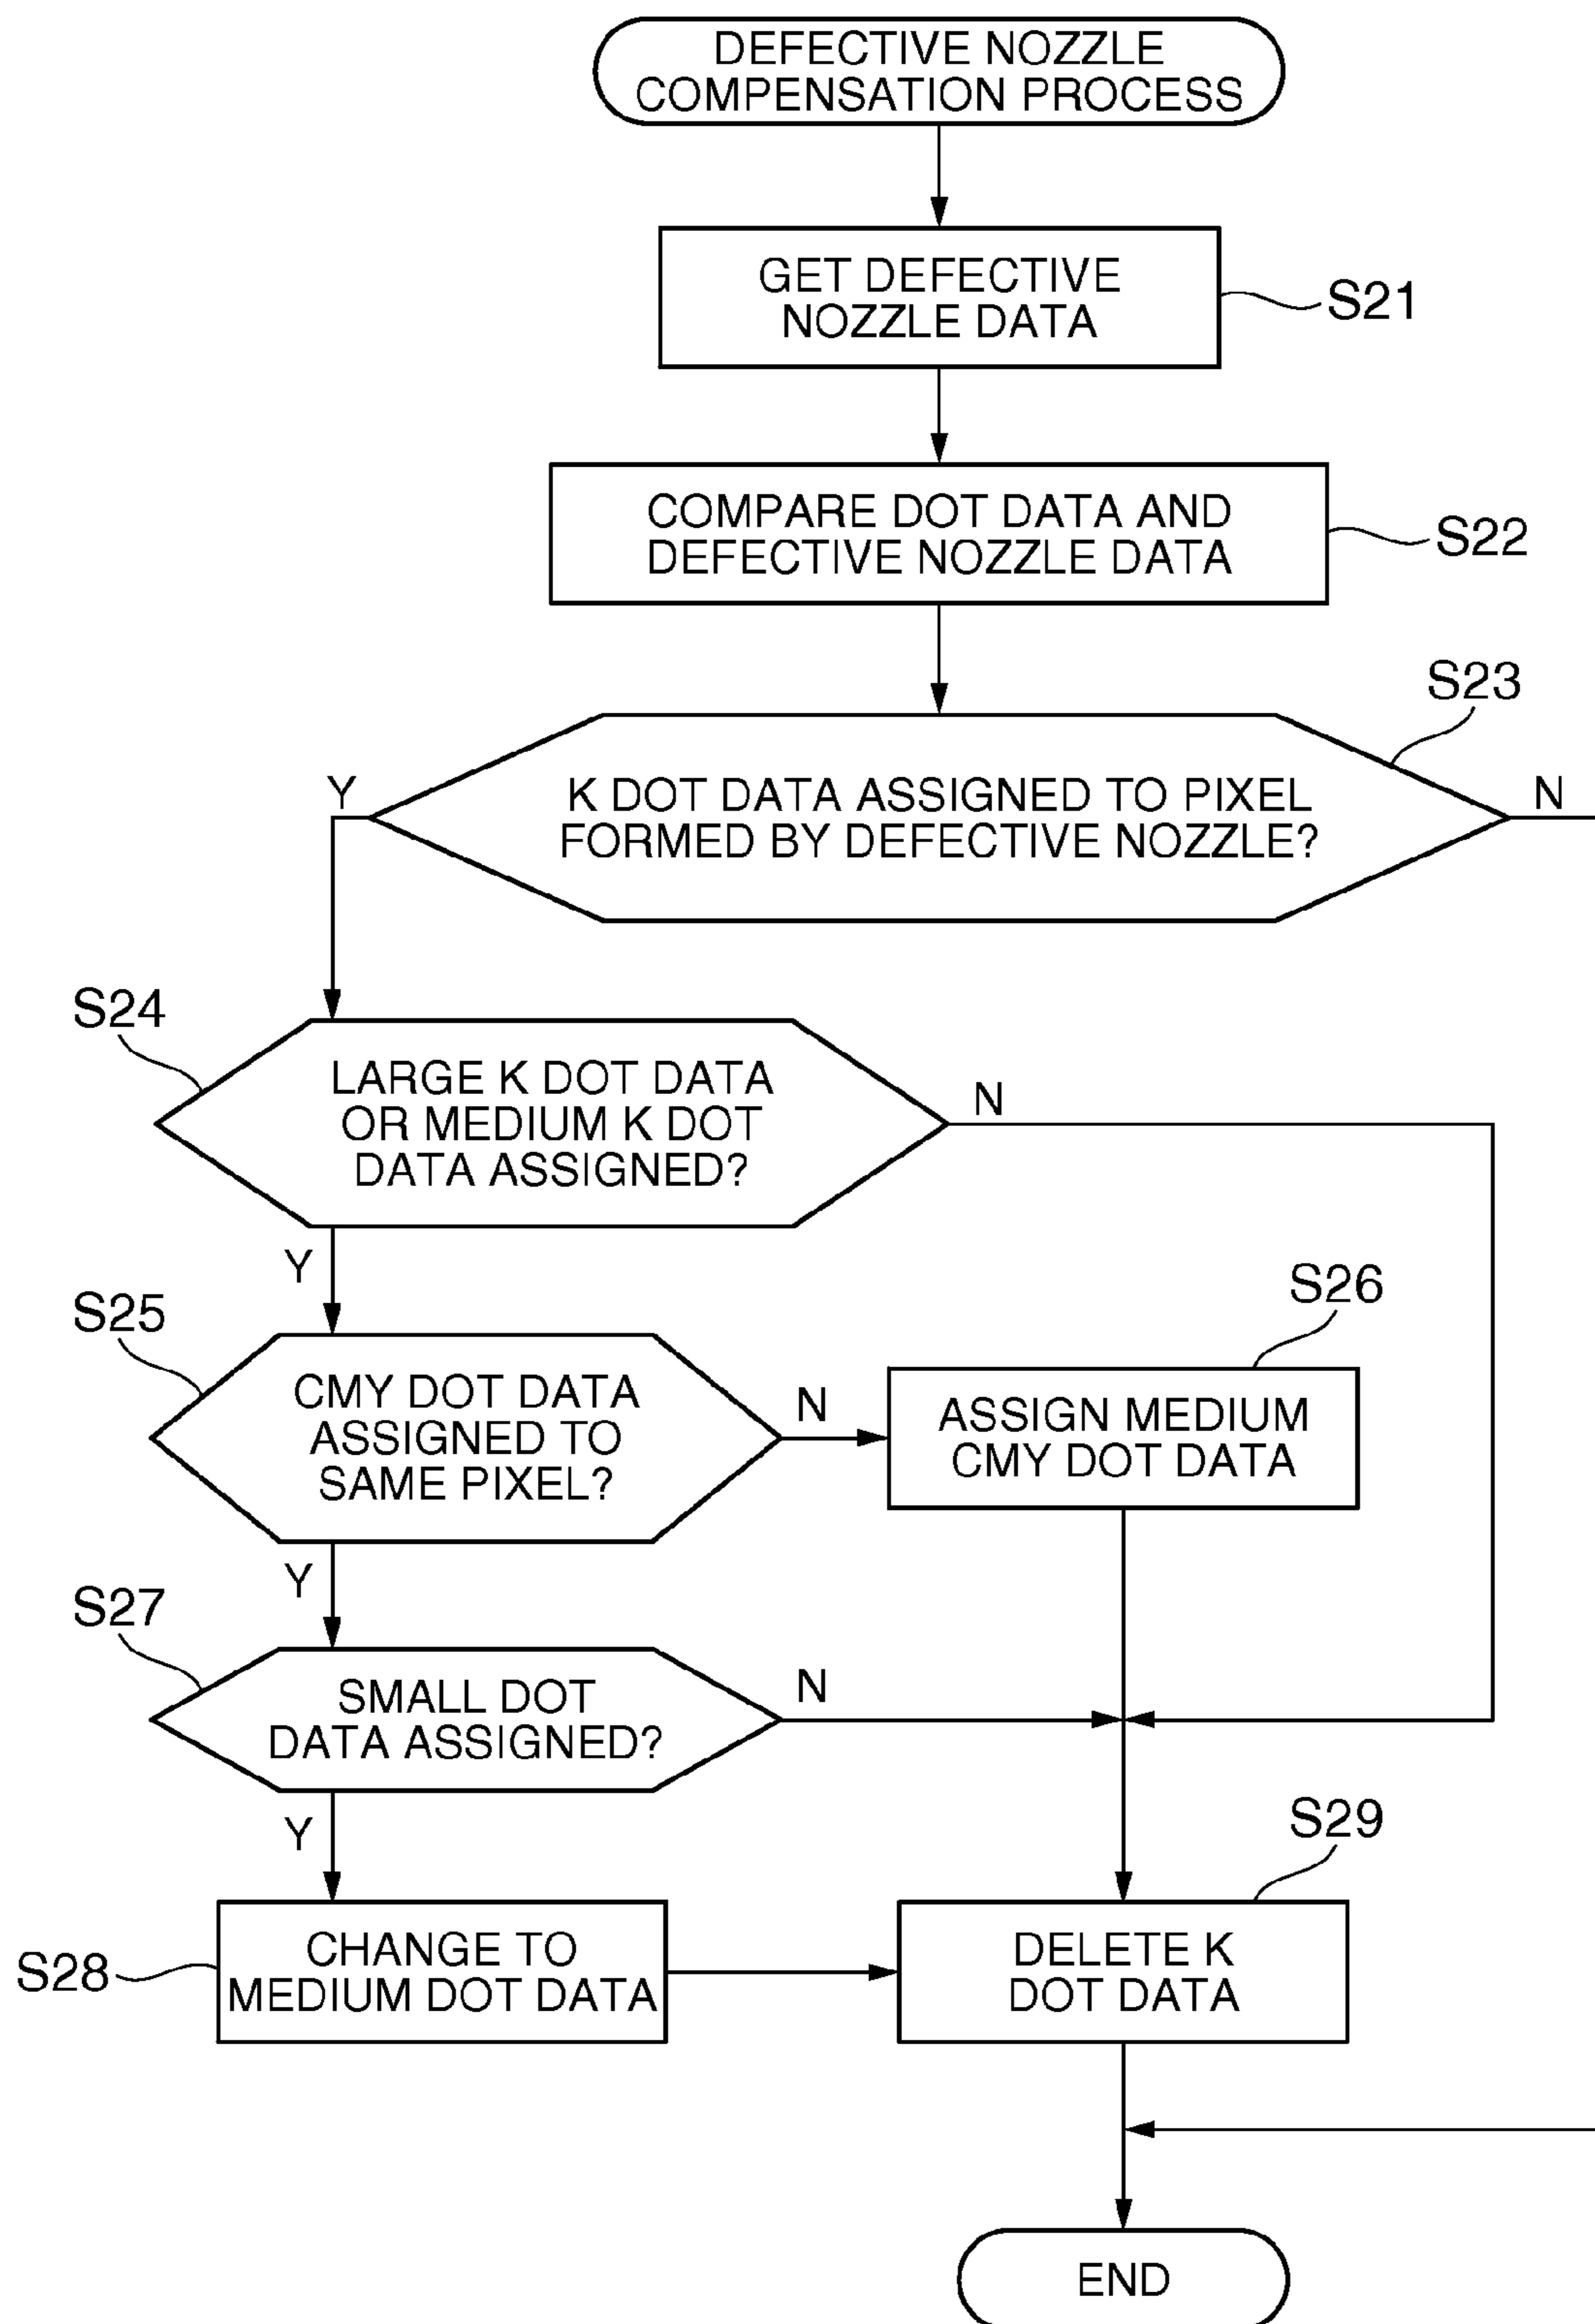 DEFECTIVE NOZZLE
COMPENSATION PROCESS
GET DEFECTIVE
NOZZLE DATA
S21
COMPARE DOT DATA AND
DEFECTIVE NOZZLE DATA
S22
S23
Y
K DOT DATA ASSIGNED TO PIXEL
FORMED BY DEFECTIVE NOZZLE?
N
S24
LARGE K DOT DATA
OR MEDIUM K DOT
DATA ASSIGNED?
N
Y
S25
CMY DOT DATA
ASSIGNED TO
SAME PIXEL?
N
S26
ASSIGN MEDIUM
CMY DOT DATA
Y
S27
SMALL DOT
DATA ASSIGNED?
N
Y
S28
CHANGE TO
MEDIUM DOT DATA
S29
DELETE K
DOT DATA
END